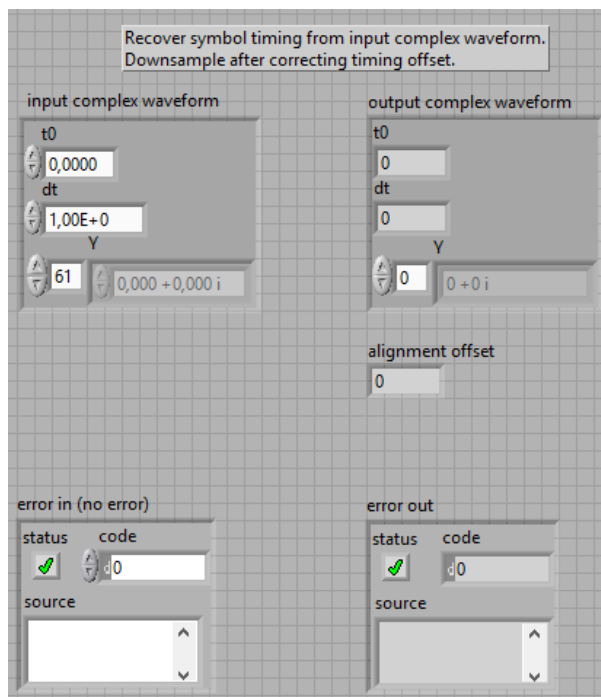 Recover symbol timing from input complex waveform.
Downsample after correcting timing offset.
input complex waveform
t0
0,0000
dt
1,00E+0
Y
61
0,000 +0,000 i
output complex waveform
t0
0
dt
0
Y
0
0 +0 i
alignment offset
0
error in (no error)
status code
d0
source
error out
status code
d0
source